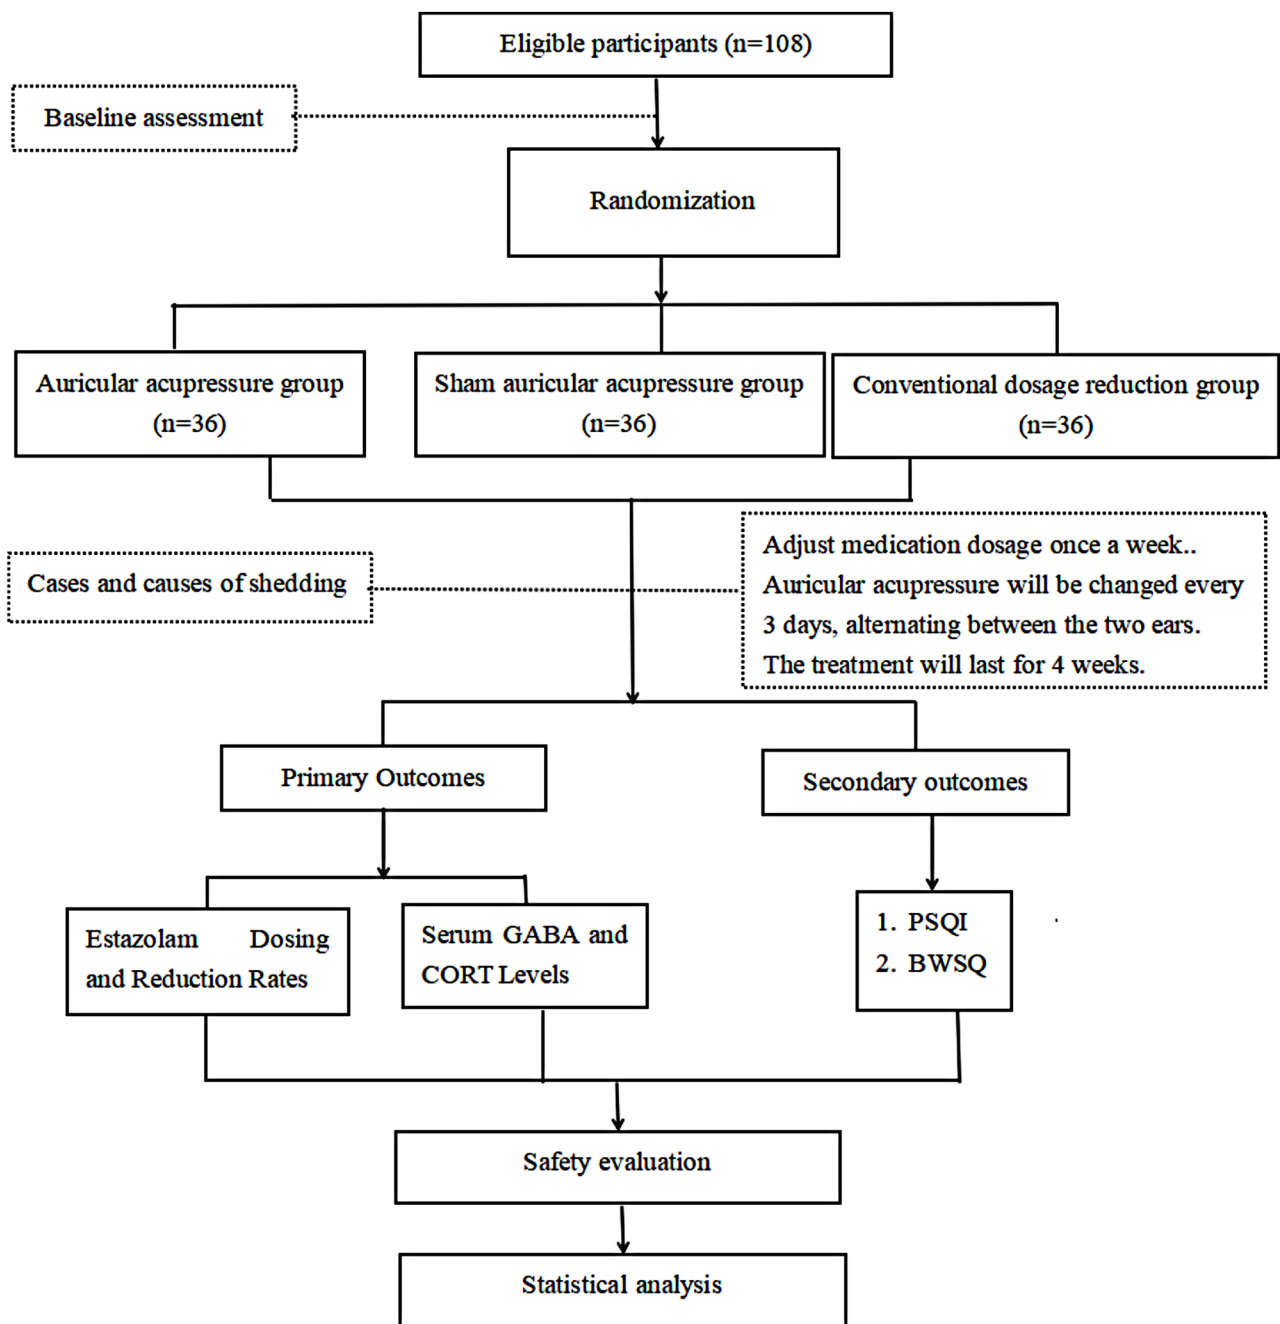 Eligible participants (n=108)
Baseline assessment
Randomization
Auricular acupressure group
(n=36)
Sham auricular acupressure group
(n=36)
Conventional dosage reduction group
(n=36)
Cases and causes of shedding
Adjust medication dosage once a week..
Auricular acupressure will be changed every
3 days, alternating between the two ears.
The treatment will last for 4 weeks.
Primary Outcomes
Secondary outcomes
Estazolam Dosing
and Reduction Rates
Serum GABA and
CORT Levels
1. PSQI
2. BWSQ
Safety evaluation
Statistical analysis